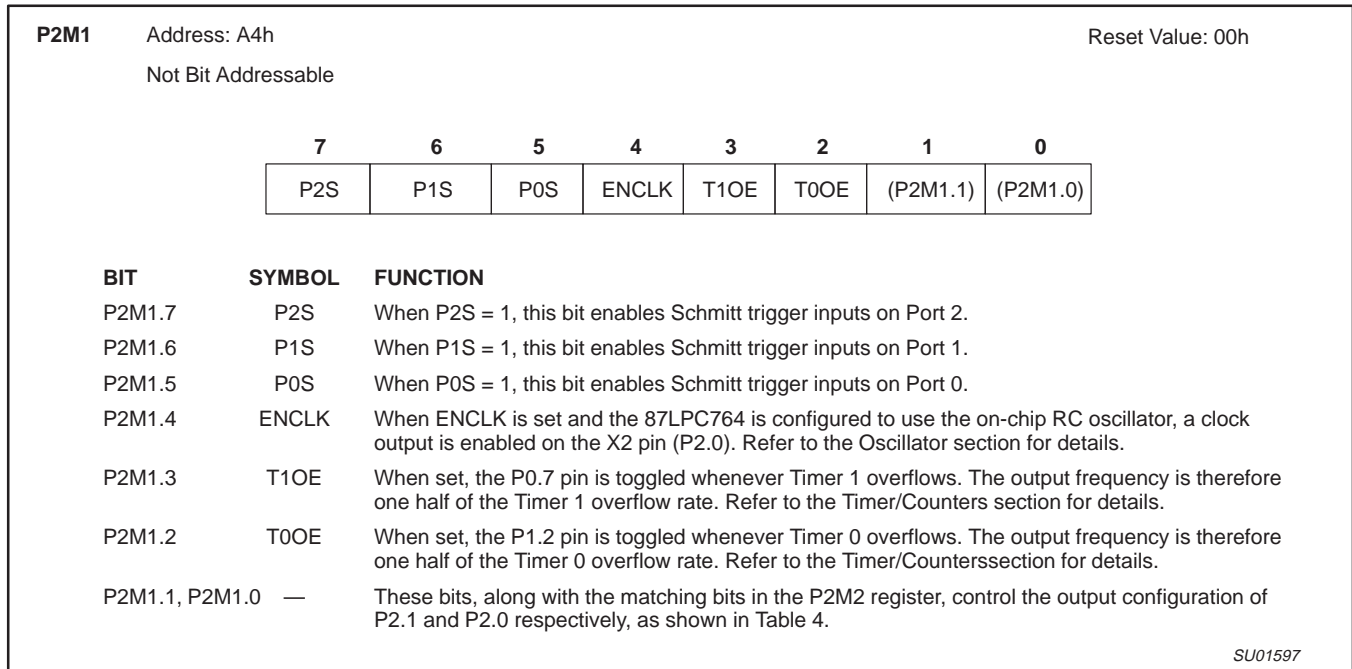 P2M1 Address: A4h Reset Value: 00h
Not Bit Addressable
7 6 5 4 3 2 1 0
P2S P1S P0S ENCLK T1OE T0OE (P2M1.1) (P2M1.0)
BIT SYMBOL FUNCTION
P2M1.7 P2S When P2S = 1, this bit enables Schmitt trigger inputs on Port 2.
P2M1.6 P1S When P1S = 1, this bit enables Schmitt trigger inputs on Port 1.
P2M1.5 P0S When P0S = 1, this bit enables Schmitt trigger inputs on Port 0.
P2M1.4 ENCLK When ENCLK is set and the 87LPC764 is configured to use the on-chip RC oscillator, a clock
output is enabled on the X2 pin (P2.0). Refer to the Oscillator section for details.
P2M1.3 T1OE When set, the P0.7 pin is toggled whenever Timer 1 overflows. The output frequency is therefore
one half of the Timer 1 overflow rate. Refer to the Timer/Counters section for details.
P2M1.2 T0OE When set, the P1.2 pin is toggled whenever Timer 0 overflows. The output frequency is therefore
one half of the Timer 0 overflow rate. Refer to the Timer/Counterssection for details.
P2M1.1, P2M1.0 — These bits, along with the matching bits in the P2M2 register, control the output configuration of
P2.1 and P2.0 respectively, as shown in Table 4.
SU01597